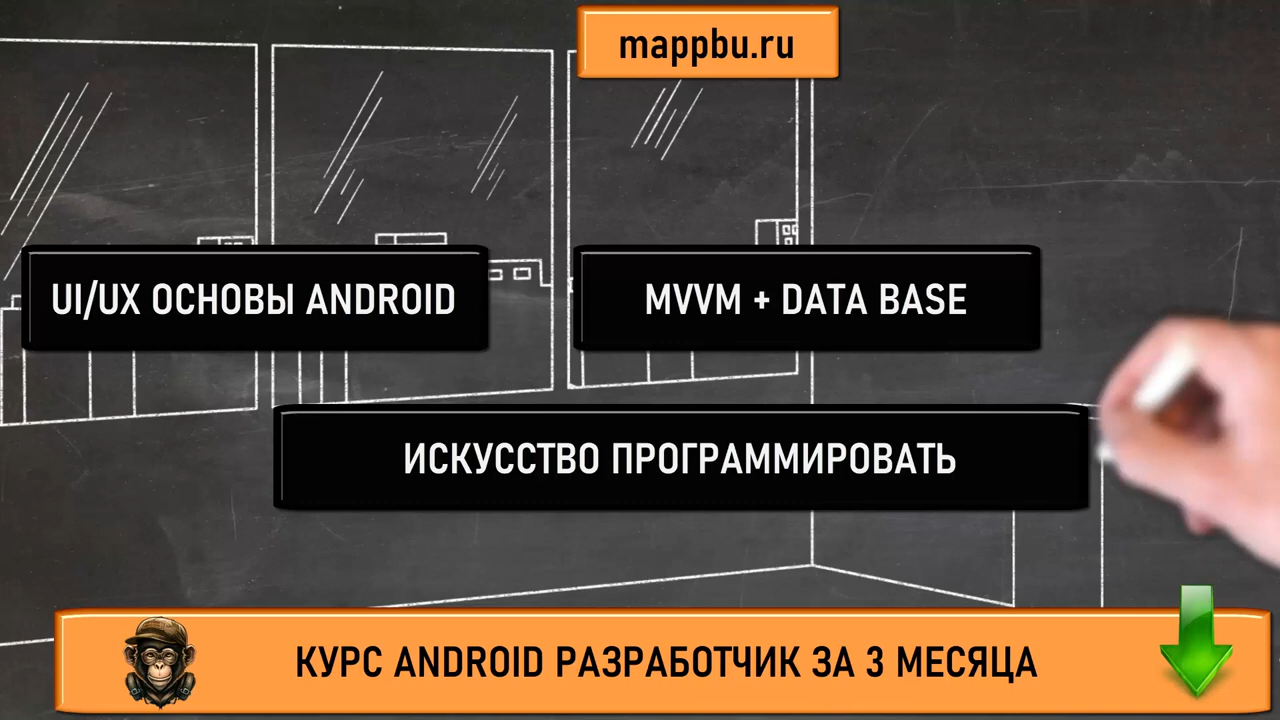 mappbu.ru
UI/UX ОСНОВЫ ANDROID
MVVM + DATA BASE
ИСКУССТВО ПРОГРАММИРОВАТЬ
КУРС ANDROID РАЗРАБОТЧИК ЗА 3 МЕСЯЦА